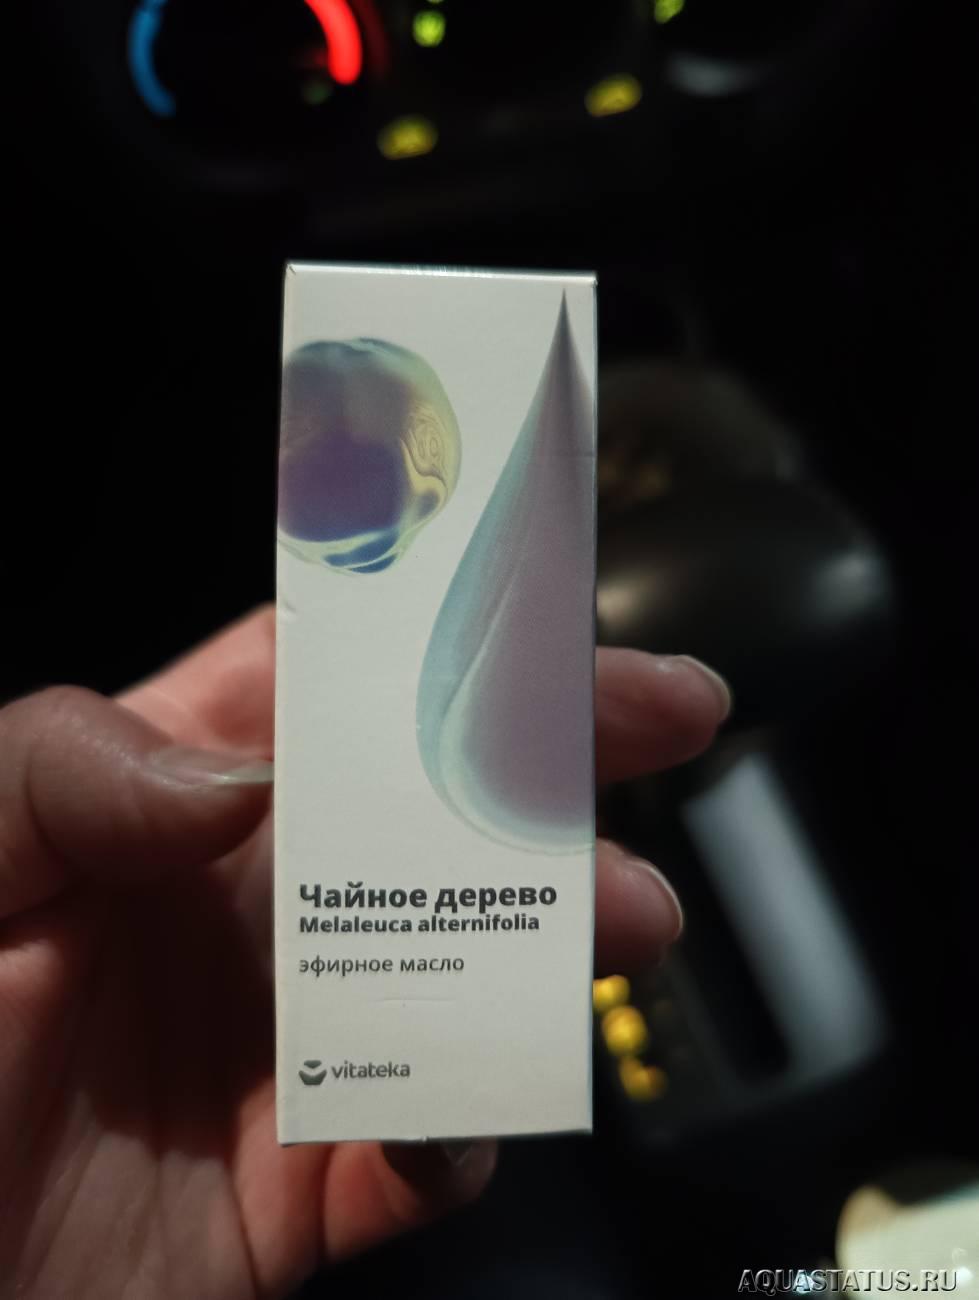 Чайное дерево
Melaleuca alternifolia
эфирное масло
vitateka
AQUASTATUS.RU